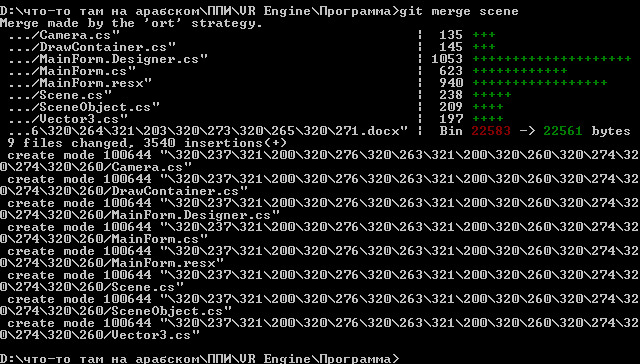 D:\что-то там на арабском\ППИ\VR Engine\Программа>git merge scene
Merge made by the 'ort' strategy.
.../Camera.cs" | 135 +++
.../DrawContainer.cs" | 145 +++
.../MainForm.Designer.cs" | 1053 ++++++++++++++++++++
.../MainForm.cs" | 623 ++++++++++++
.../MainForm.resx" | 940 +++++++++++++++++
.../Scene.cs" | 238 +++++
.../SceneObject.cs" | 209 ++++
.../Vector3.cs" | 197 ++++
...6\320\264\321\203\320\273\320\265\320\271.docx" | Bin 22583 -> 22561 bytes
9 files changed, 3540 insertions(+)
create mode 100644 "\320\237\321\200\320\276\320\263\321\200\320\260\320\274\32
0\274\320\260/Camera.cs"
create mode 100644 "\320\237\321\200\320\276\320\263\321\200\320\260\320\274\32
0\274\320\260/DrawContainer.cs"
create mode 100644 "\320\237\321\200\320\276\320\263\321\200\320\260\320\274\32
0\274\320\260/MainForm.Designer.cs"
create mode 100644 "\320\237\321\200\320\276\320\263\321\200\320\260\320\274\32
0\274\320\260/MainForm.cs"
create mode 100644 "\320\237\321\200\320\276\320\263\321\200\320\260\320\274\32
0\274\320\260/MainForm.resx"
create mode 100644 "\320\237\321\200\320\276\320\263\321\200\320\260\320\274\32
0\274\320\260/Scene.cs"
create mode 100644 "\320\237\321\200\320\276\320\263\321\200\320\260\320\274\32
0\274\320\260/SceneObject.cs"
create mode 100644 "\320\237\321\200\320\276\320\263\321\200\320\260\320\274\32
0\274\320\260/Vector3.cs"
D:\что-то там на арабском\ППИ\VR Engine\Программа>